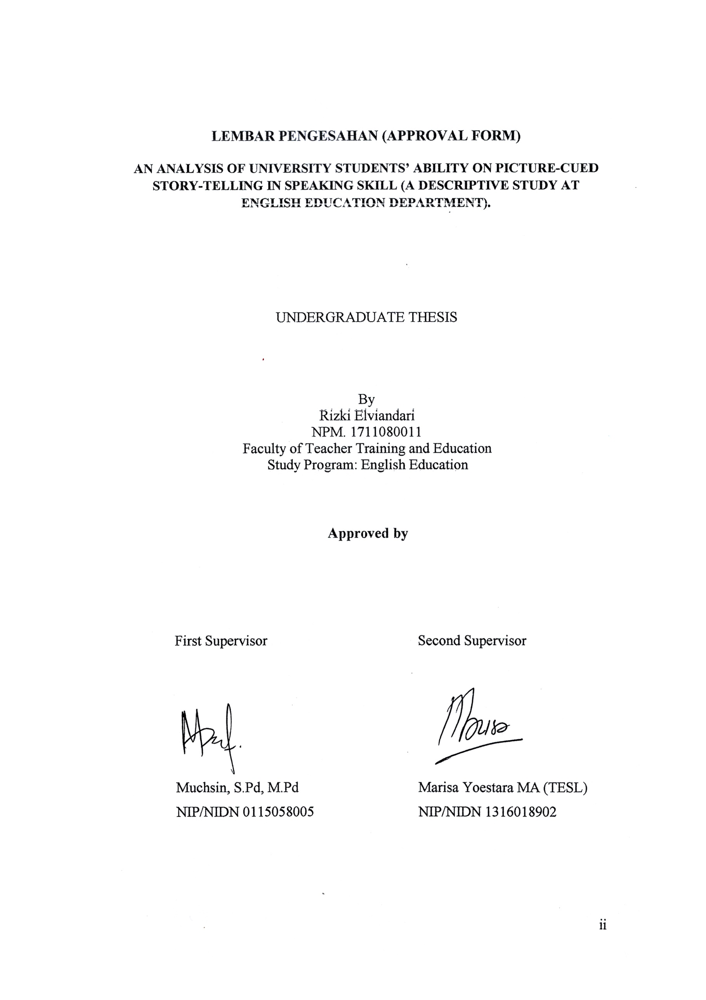 LEMBAR PENGESAHAN (APPROVAL FORM)
AN ANALYSIS OF UNIVERSITY STUDENTS' ABILITY ON PICTURE-CUED
STORY-TELLING IN SPEAKING SKILL (A DESCRIPTIVE STUDY AT
ENGLISH EDUCATION DEPARTMENT).
UNDERGRADUATE THESIS
By
Rizki Elviandari
NPM. 1711080011
Faculty of Teacher Training and Education
Study Program: English Education
Approved by
First Supervisor
Second Supervisor
Marisa
Muchsin, S.Pd, M.Pd
Marisa Yoestara MA (TESL)
NIP/NIDN 0115058005
NIP/NIDN 1316018902
ii